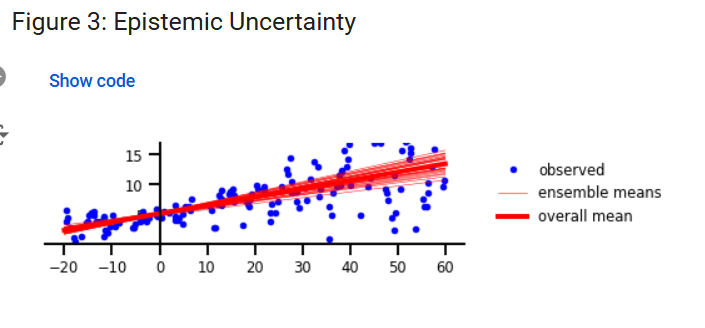 Figure 3: Epistemic Uncertainty
Show code
15
10
−20 −10 0 10 20 30 40 50 60
observed
ensemble means
overall mean